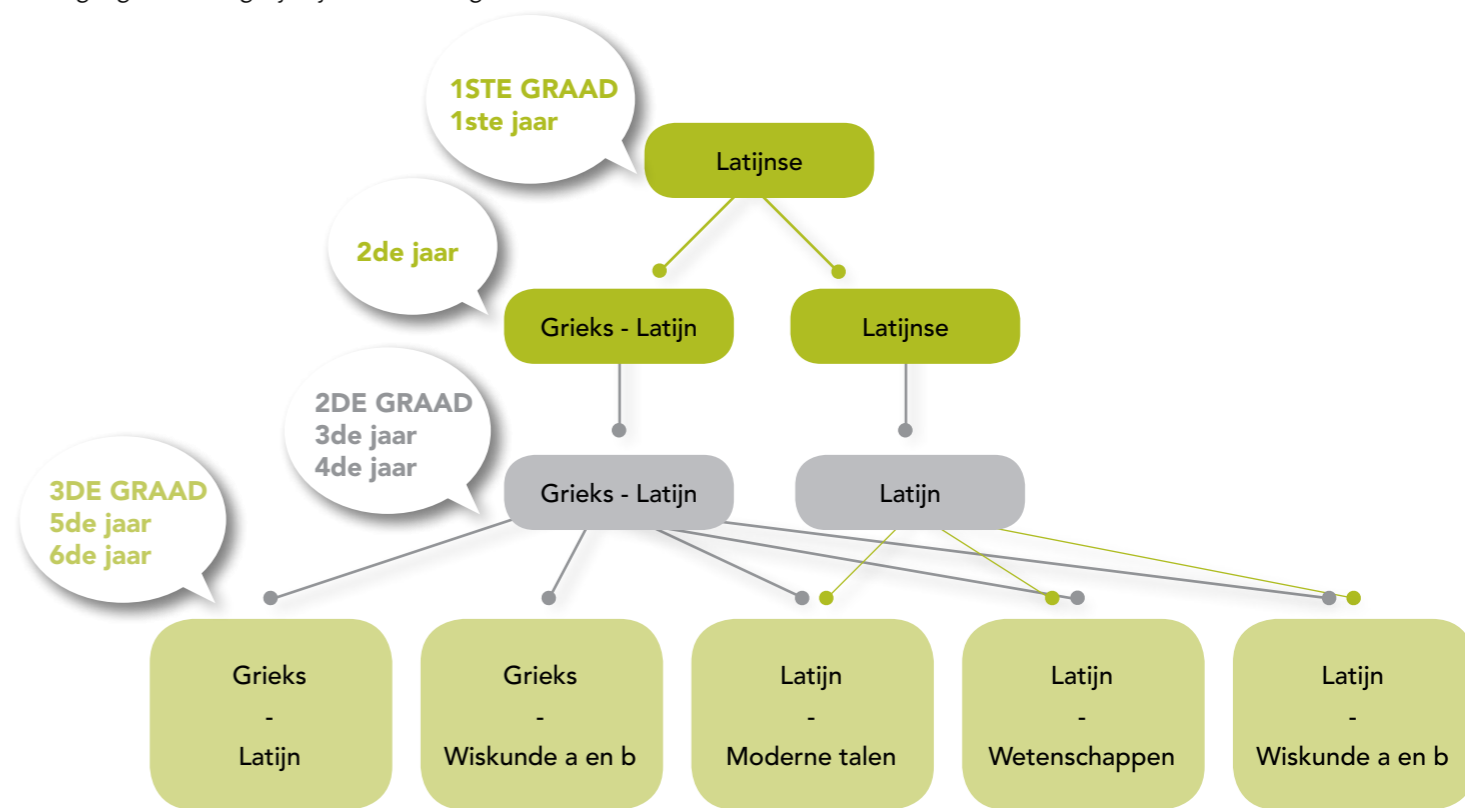 1STE GRAAD
1ste jaar
Latijnse
2de jaar
Grieks - Latijn
Latijnse
2DE GRAAD
3de jaar
4de jaar
Grieks - Latijn
Latijn
3DE GRAAD
5de jaar
6de jaar
Grieks
-
Latijn
Grieks
-
Wiskunde a en b
Latijn
-
Moderne talen
Latijn
-
Wetenschappen
Latijn
-
Wiskunde a en b